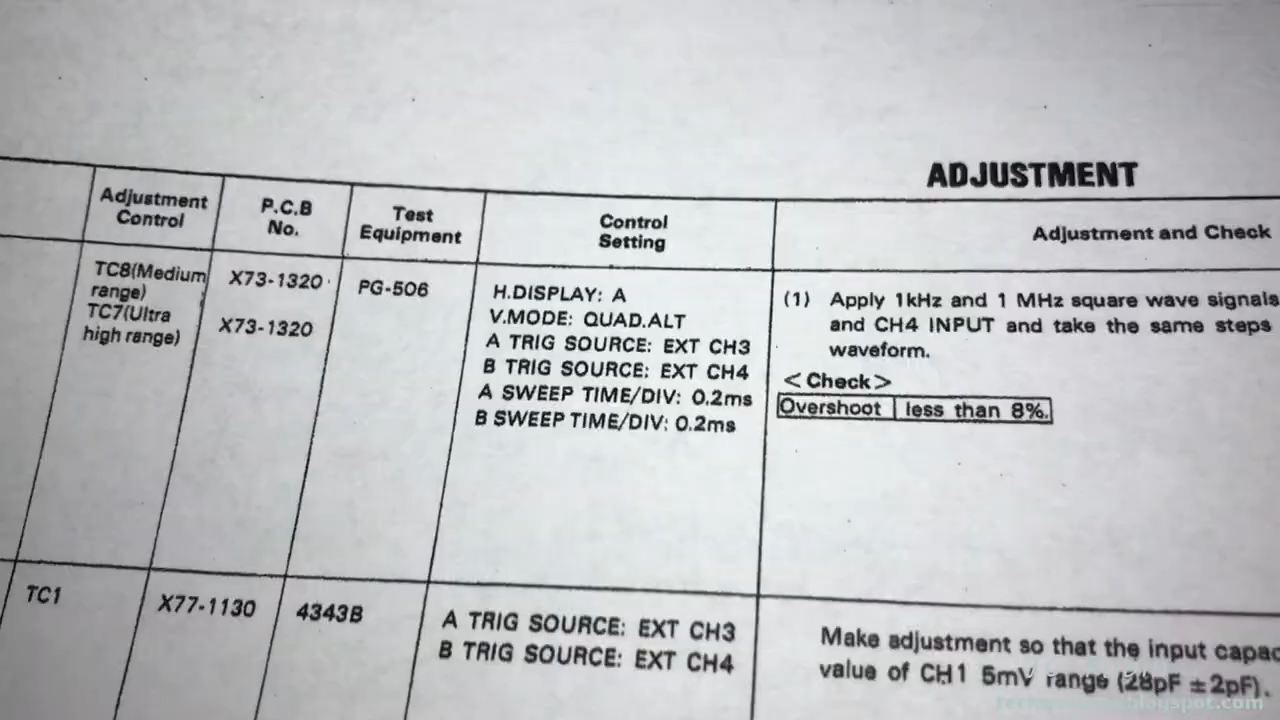 ADJUSTMENT
Adjustment
Control
P.C.B
No.
Test
Equipment
Control
Setting
Adjustment and Check
TC8(Medium
range)
TC7(Ultra
high range)
X73-1320
X73-1320
PG-506
H.DISPLAY: A
V.MODE: QUAD.ALT
A TRIG SOURCE: EXT CH3
B TRIG SOURCE: EXT CH4
A SWEEP TIME/DIV: 0.2ms
B SWEEP TIME/DIV: 0.2ms
(1) Apply 1kHz and 1 MHz square wave signals
and CH4 INPUT and take the same steps
waveform.
<Check>
Overshoot less than 8%.
TC1
X77-1130
4343B
A TRIG SOURCE: EXT CH3
B TRIG SOURCE: EXT CH4
Make adjustment so that the input capac
value of CH1 5mV range (28pF ±2pF).